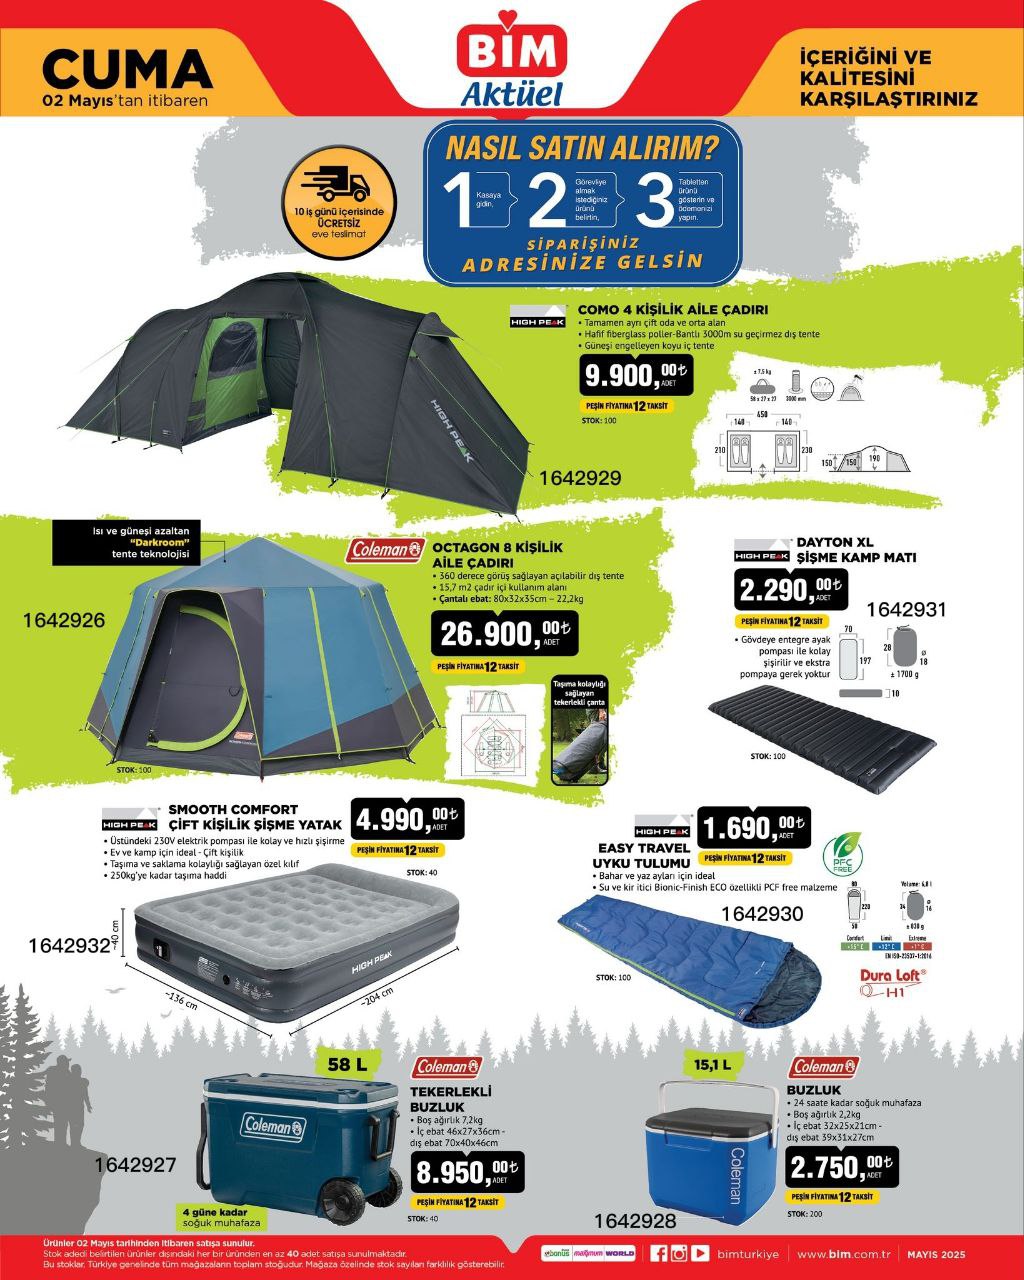 CUMA
02 Mayıs'tan itibaren
BİM
Aktüel
İÇERİĞİNİ VE
KALİTESİNİ
KARŞILAŞTIRINIZ
10 iş günü içerisinde
ÜCRETSİZ
eve teslimat
NASIL SATIN ALIRIM?
1 Kasaya
gidin,
2 Görevliye
almak
istediğiniz
ürünü
belirtin,
3 Tabletten
ürünü
gösterin ve
ödemenizi
yapın.
SİPARİŞİNİZ
ADRESİNİZE GELSİN
HIGH PEAK
COMO 4 KİŞİLİK AİLE ÇADIRI
• Tamamen ayrı çift oda ve orta alan
• Hafif fiberglass poller-Bantlı 3000m su geçirmez dış tente
• Güneşi engelleyen koyu iç tente
9.900,00₺
ADET
PEŞİN FİYATINA 12 TAKSİT
STOK: 100
± 7,5 kg
58 x 27 x 27
3000 mm
450
140 140
210 230
150 150 190
HIGH PEAK
1642929
Isı ve güneşi azaltan
"Darkroom"
tente teknolojisi
1642926
Coleman
OCTAGON 8 KİŞİLİK
AİLE ÇADIRI
• 360 derece görüş sağlayan açılabilir dış tente
• 15,7 m2 çadır içi kullanım alanı
• Çantalı ebat: 80x32x35cm – 22,2kg
26.900,00₺
ADET
PEŞİN FİYATINA 12 TAKSİT
Taşıma kolaylığı
sağlayan
tekerlekli çanta
Coleman
STOK: 100
HIGH PEAK
DAYTON XL
ŞİŞME KAMP MATI
2.290,00₺
ADET
PEŞİN FİYATINA 12 TAKSİT
1642931
• Gövdeye entegre ayak
pompası ile kolay
şişirilir ve ekstra
pompaya gerek yoktur
70
197
28
ø
18
± 1700 g
10
STOK: 100
HIGH PEAK
SMOOTH COMFORT
ÇİFT KİŞİLİK ŞİŞME YATAK
4.990,00₺
ADET
PEŞİN FİYATINA 12 TAKSİT
• Üstündeki 230V elektrik pompası ile kolay ve hızlı şişirme
• Ev ve kamp için ideal - Çift kişilik
• Taşıma ve saklama kolaylığı sağlayan özel kılıf
• 250kg'ye kadar taşıma haddi
STOK: 40
1642932
~40 cm
HIGH PEAK
~136 cm
~204 cm
HIGH PEAK
EASY TRAVEL
UYKU TULUMU
1.690,00₺
ADET
PEŞİN FİYATINA 12 TAKSİT
• Bahar ve yaz ayları için ideal
• Su ve kir itici Bionic-Finish ECO özellikli PCF free malzeme
PFC
FREE
1642930
80
220
50
Volume: 4,8 l
34
ø
16
± 830 g
Comfort Limit Extreme
+15°C +12°C +1°C
EN ISO-23537-1:2016
STOK: 100
Dura Loft®
H1
58 L
Coleman
TEKERLEKLİ
BUZLUK
• Boş ağırlık 7,2kg
• İç ebat 46x27x36cm -
dış ebat 70x40x46cm
8.950,00₺
ADET
PEŞİN FİYATINA 12 TAKSİT
STOK: 40
Coleman
1642927
4 güne kadar
soğuk muhafaza
15,1 L
Coleman
BUZLUK
• 24 saate kadar soğuk muhafaza
• Boş ağırlık 2,2kg
• İç ebat 32x25x21cm -
dış ebat 39x31x27cm
2.750,00₺
ADET
PEŞİN FİYATINA 12 TAKSİT
STOK: 200
Coleman
1642928
Ürünler 02 Mayıs tarihinden itibaren satışa sunulur.
Stok adedi belirtilen ürünler dışındaki her bir üründen en az 40 adet satışa sunulmaktadır.
Bu stoklar, Türkiye genelinde tüm mağazaların toplam stoğudur. Mağaza özelinde stok sayıları farklılık gösterebilir.
bonus maximum WORLD
bimturkiye
www.bim.com.tr
MAYIS 2025